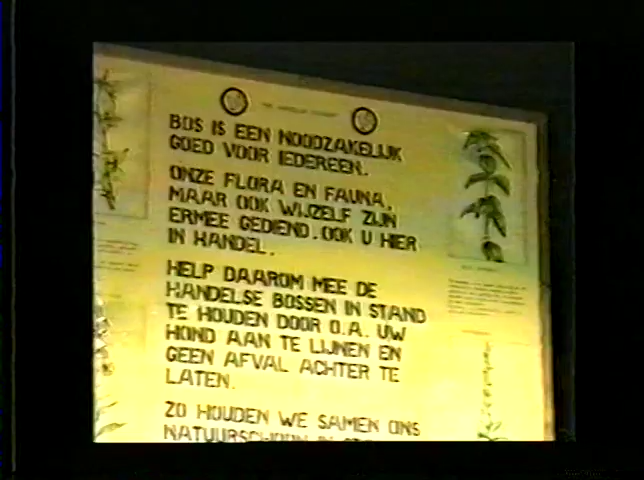 BOS IS EEN NOODZAKELIJK
GOED VOOR IEDEREEN.
ONZE FLORA EN FAUNA,
MAAR OOK WIJZELF ZIJN
ERMEE GEDIEND. OOK U HIER
IN HANDEL.
HELP DAAROM MEE DE
HANDELSE BOSSEN IN STAND
TE HOUDEN DOOR O.A. UW
HOND AAN TE LIJNEN EN
GEEN AFVAL ACHTER TE
LATEN.
ZO HOUDEN WE SAMEN ONS
NATUURSCHOON